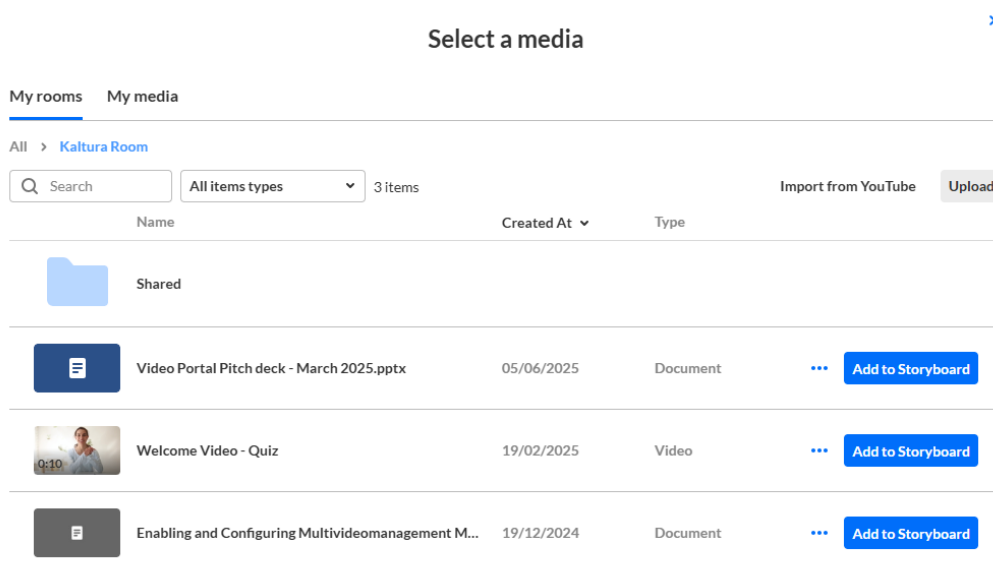 Select a media
My rooms My media
All > Kaltura Room
Search All items types 3 items Import from YouTube Upload
Name Created At Type
Shared
Video Portal Pitch deck - March 2025.pptx 05/06/2025 Document Add to Storyboard
0:10 Welcome Video - Quiz 19/02/2025 Video Add to Storyboard
Enabling and Configuring Multivideomanagement M... 19/12/2024 Document Add to Storyboard